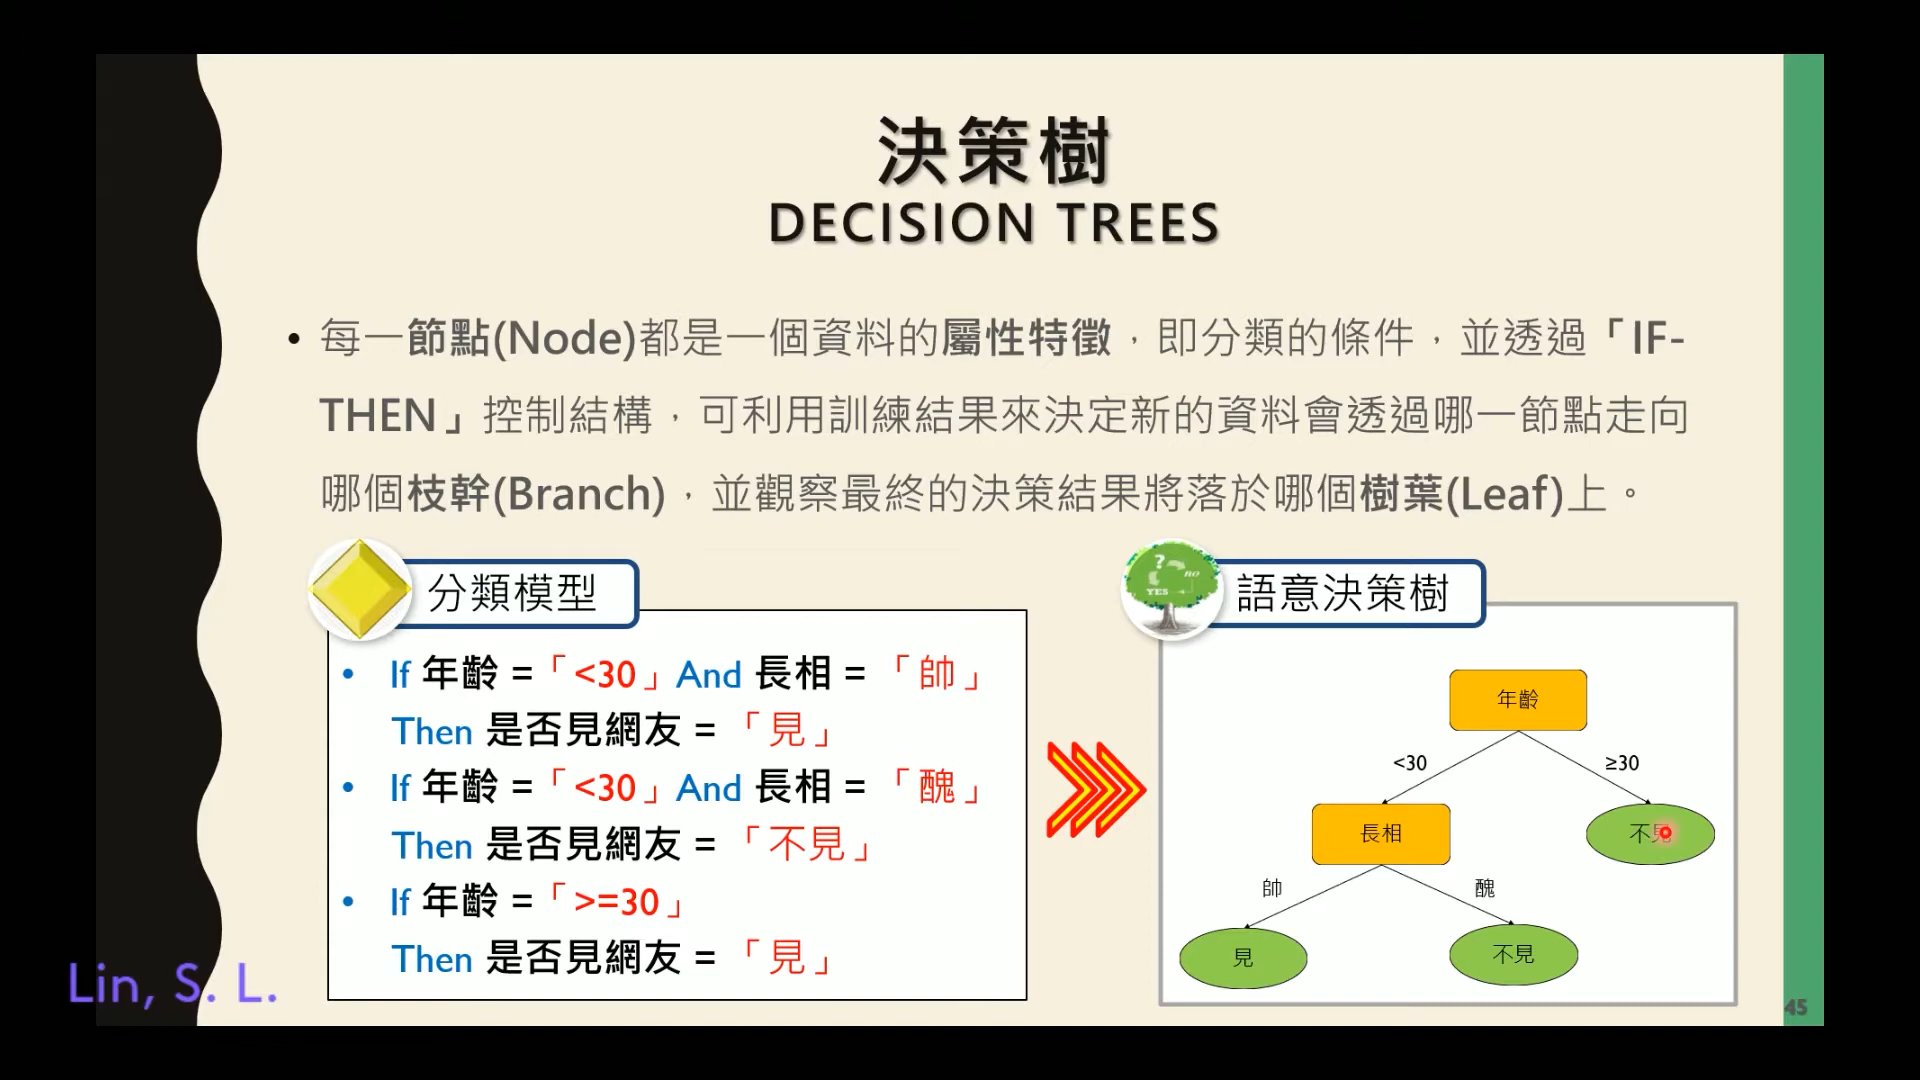 決策樹
DECISION TREES
• 每一節點(Node)都是一個資料的屬性特徵，即分類的條件，並透過「IF-
THEN」控制結構，可利用訓練結果來決定新的資料會透過哪一節點走向
哪個枝幹(Branch)，並觀察最終的決策結果將落於哪個樹葉(Leaf)上。
分類模型
• If 年齡 =「<30」And 長相 = 「帥」
Then 是否見網友 = 「見」
• If 年齡 =「<30」And 長相 = 「醜」
Then 是否見網友 = 「不見」
• If 年齡 =「>=30」
Then 是否見網友 = 「見」
語意決策樹
? NO
YES
年齡
<30
≥30
長相
不見
帥
醜
見
不見
Lin, S. L.
45